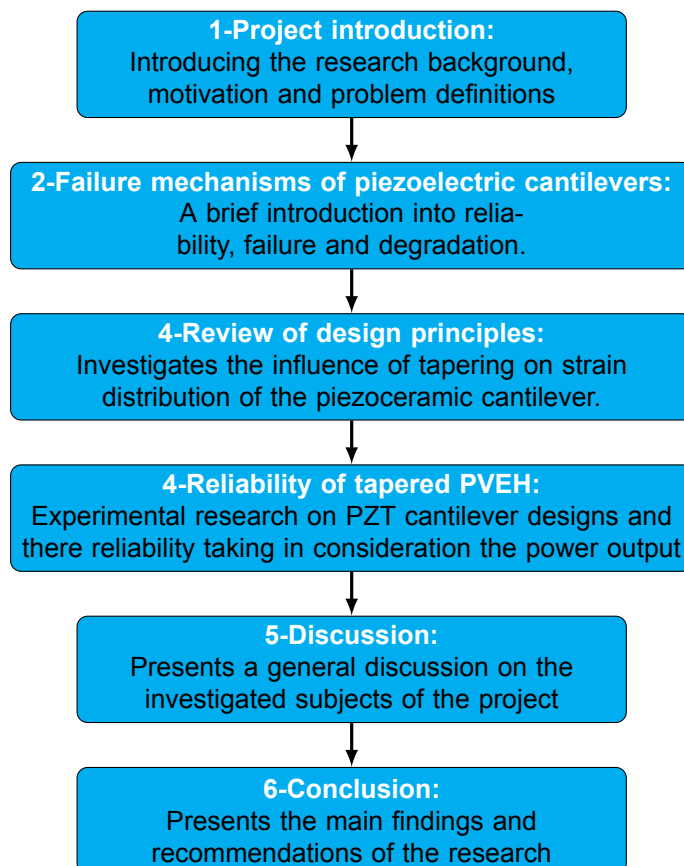 1-Project introduction:
Introducing the research background,
motivation and problem definitions
2-Failure mechanisms of piezoelectric cantilevers:
A brief introduction into relia-
bility, failure and degradation.
4-Review of design principles:
Investigates the influence of tapering on strain
distribution of the piezoceramic cantilever.
4-Reliability of tapered PVEH:
Experimental research on PZT cantilever designs and
there reliability taking in consideration the power output
5-Discussion:
Presents a general discussion on the
investigated subjects of the project
6-Conclusion:
Presents the main findings and
recommendations of the research